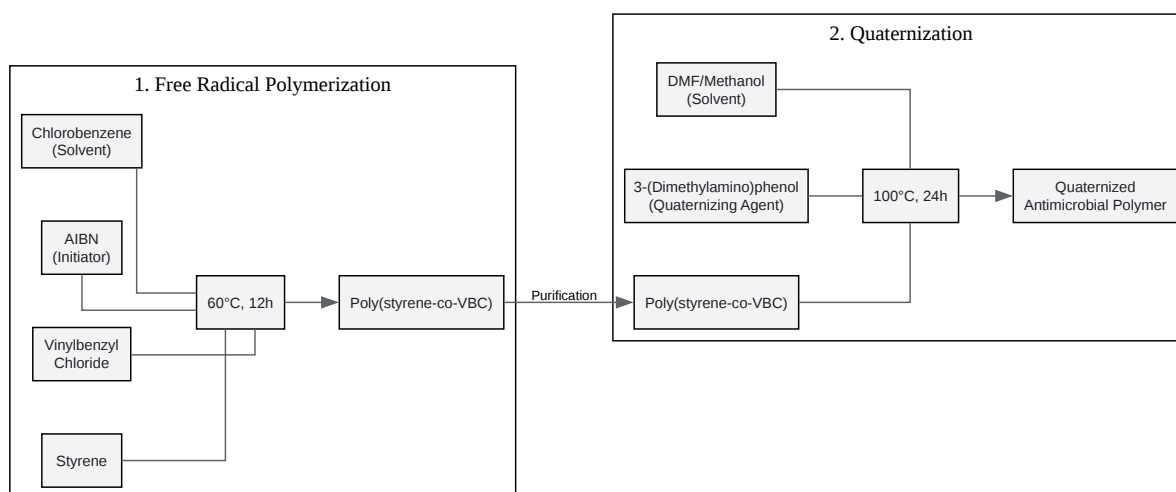 1. Free Radical Polymerization
Chlorobenzene
(Solvent)
AIBN
(Initiator)
Vinylbenzyl
Chloride
Styrene
60°C, 12h
Poly(styrene-co-VBC)
Purification
2. Quaternization
DMF/Methanol
(Solvent)
3-(Dimethylamino)phenol
(Quaternizing Agent)
Poly(styrene-co-VBC)
100°C, 24h
Quaternized
Antimicrobial Polymer